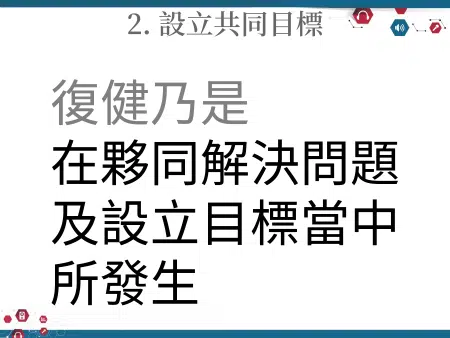 2. 設立共同目標
復健乃是
在夥同解決問題
及設立目標當中
所發生